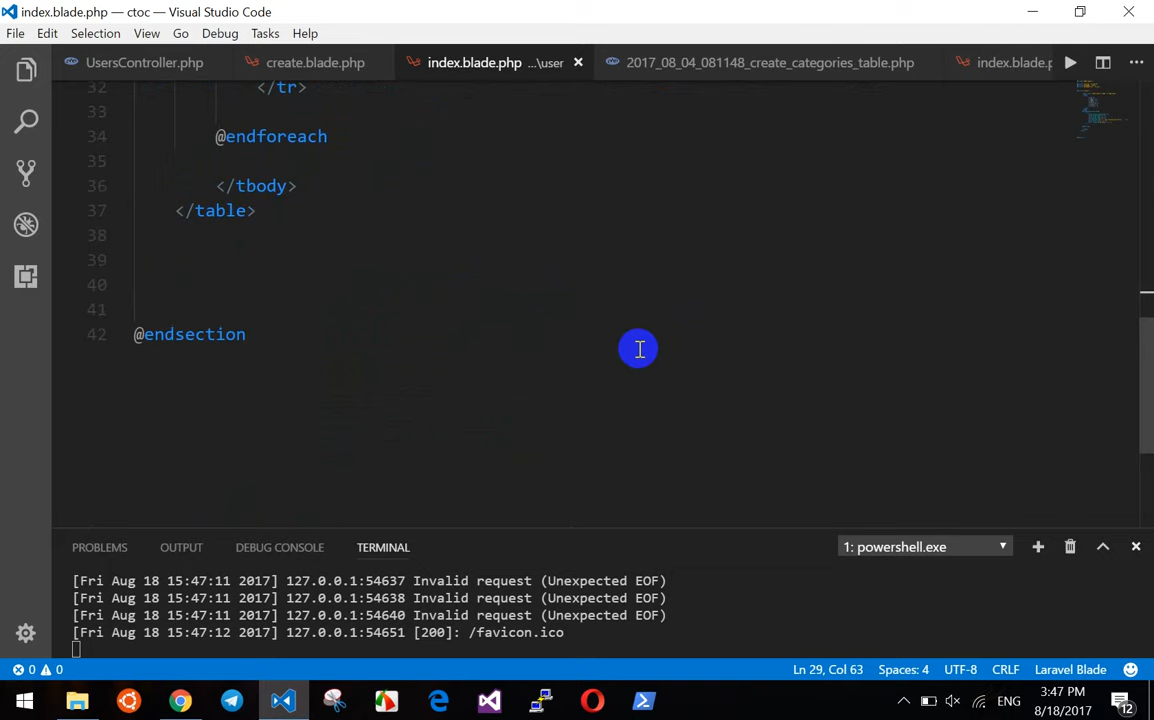 index.blade.php — ctoc — Visual Studio Code
File Edit Selection View Go Debug Tasks Help
UsersController.php create.blade.php index.blade.php ...\user 2017_08_04_081148_create_categories_table.php index.blade.p
32 </tr>
33
34 @endforeach
35
36 </tbody>
37 </table>
38
39
40
41
42 @endsection
PROBLEMS OUTPUT DEBUG CONSOLE TERMINAL 1: powershell.exe
[Fri Aug 18 15:47:11 2017] 127.0.0.1:54637 Invalid request (Unexpected EOF)
[Fri Aug 18 15:47:11 2017] 127.0.0.1:54638 Invalid request (Unexpected EOF)
[Fri Aug 18 15:47:11 2017] 127.0.0.1:54640 Invalid request (Unexpected EOF)
[Fri Aug 18 15:47:12 2017] 127.0.0.1:54651 [200]: /favicon.ico
0 0 Ln 29, Col 63 Spaces: 4 UTF-8 CRLF Laravel Blade
ENG 3:47 PM
8/18/2017 12